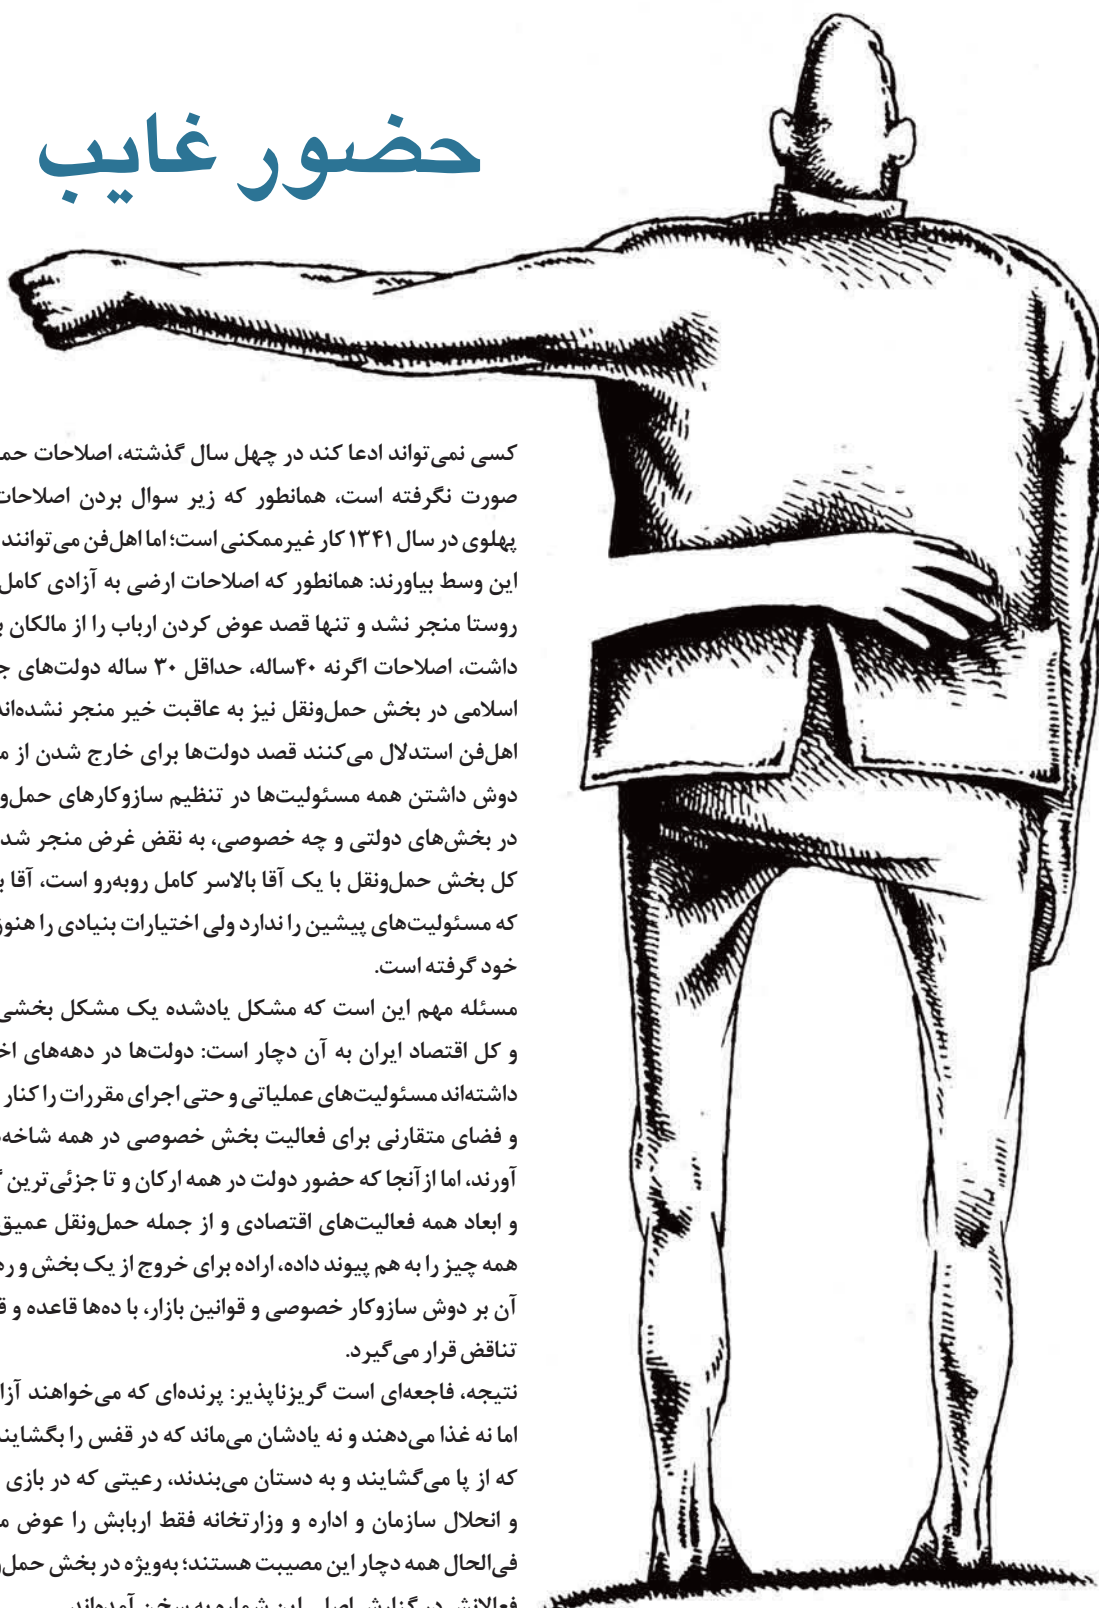 حضور غایب
کسی نمی‌تواند ادعا کند در چهل سال گذشته، اصلاحات
صورت نگرفته است، همانطور که زیر سوال بردن اصلاحات
پهلوی در سال ۱۳۴۱ کار غیرممکنی است؛ اما اهل‌فن می‌توانند
این وسط بیاورند: همانطور که اصلاحات ارضی به آزادی کامل
روستا منجر نشد و تنها قصد عوض کردن ارباب را از مالکان
داشت، اصلاحات اگرنه ۴۰ساله، حداقل ۳۰ ساله دولت‌های
اسلامی در بخش حمل‌ونقل نیز به عاقبت خیر منجر نشده‌اند
اهل‌فن استدلال می‌کنند قصد دولت‌ها برای خارج شدن از
دوش داشتن همه مسئولیت‌ها در تنظیم سازوکارهای
در بخش‌های دولتی و چه خصوصی، به نقض غرض منجر شد
کل بخش حمل‌ونقل با یک آقا بالاسر کامل روبه‌رو است، آقا
که مسئولیت‌های پیشین را ندارد ولی اختیارات بنیادی را هنوز
خود گرفته است.
مسئله مهم این است که مشکل یادشده یک مشکل بخشی
و کل اقتصاد ایران به آن دچار است: دولت‌ها در دهه‌های
داشته‌اند مسئولیت‌های عملیاتی و حتی اجرای مقررات را کنار
و فضای متقارنی برای فعالیت بخش خصوصی در همه
آورند، اما ازآنجا که حضور دولت در همه ارکان و تا جزئی‌ترین
و ابعاد همه فعالیت‌های اقتصادی و از جمله حمل‌ونقل عمیق
همه چیز را به هم پیوند داده، اراده برای خروج از یک بخش و
آن بر دوش سازوکار خصوصی و قوانین بازار، با ده‌ها قاعده و
تناقض قرار می‌گیرد.
نتیجه، فاجعه‌ای است گریزناپذیر: پرنده‌ای که می‌خواهند
اما نه غذا می‌دهند و نه یادشان می‌ماند که در قفس را بگشایند
که از پا می‌گشایند و به دستان می‌بندند، رعیتی که در بازی
و انحلال سازمان و اداره و وزارتخانه فقط اربابش را عوض
فی‌الحال همه دچار این مصیبت هستند؛ به‌ویژه در بخش
فعالانش در گزارش اصلی این شماره به سخن آمده‌اند.